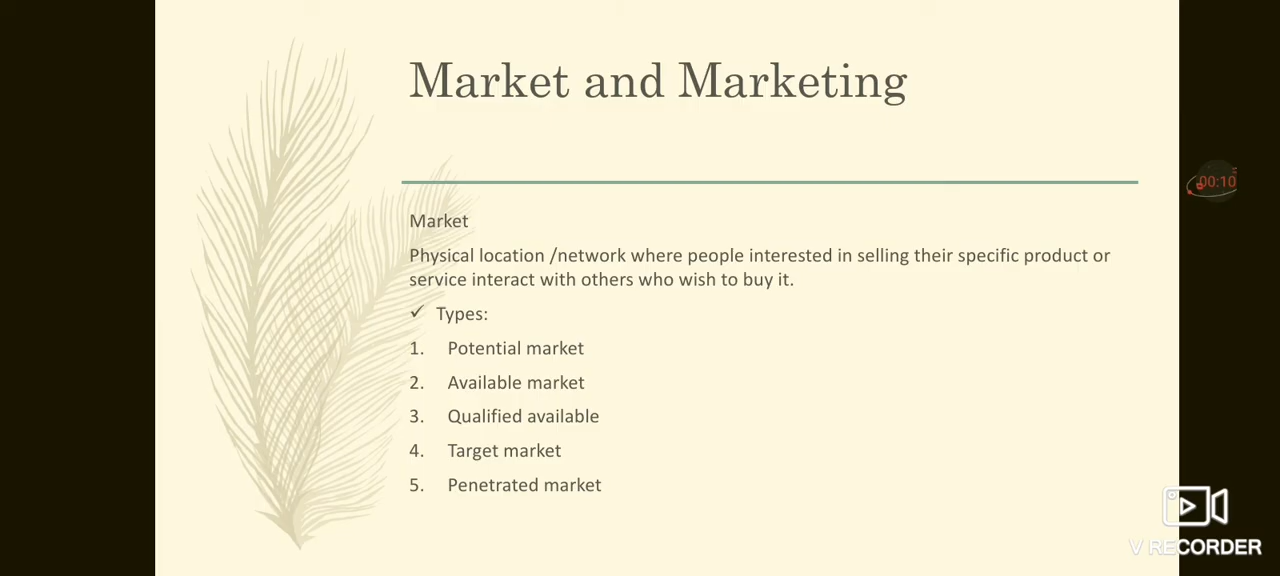 Market and Marketing
Market
Physical location /network where people interested in selling their specific product or
service interact with others who wish to buy it.
✓ Types:
1. Potential market
2. Available market
3. Qualified available
4. Target market
5. Penetrated market
00:10
V RECORDER